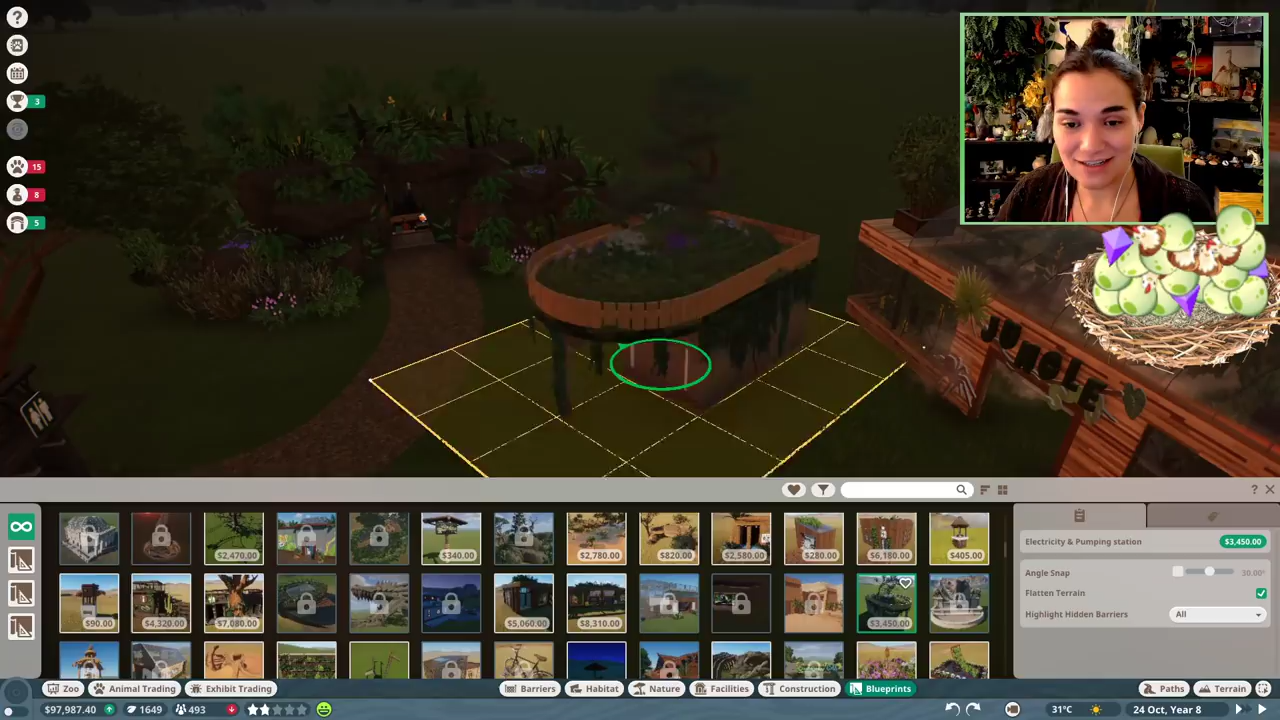 ?
3
15
8
5
JUNGLE
? ×
$2,470.00
$340.00
$2,780.00
$820.00
$2,580.00
$280.00
$6,180.00
$405.00
Electricity & Pumping station
$3,450.00
Angle Snap
30.00°
Flatten Terrain
Highlight Hidden Barriers
All
$90.00
$4,320.00
$7,080.00
$5,060.00
$8,310.00
$3,450.00
Zoo
Animal Trading
Exhibit Trading
Barriers
Habitat
Nature
Facilities
Construction
Blueprints
Paths
Terrain
$97,987.40
1649
493
31°C
24 Oct, Year 8